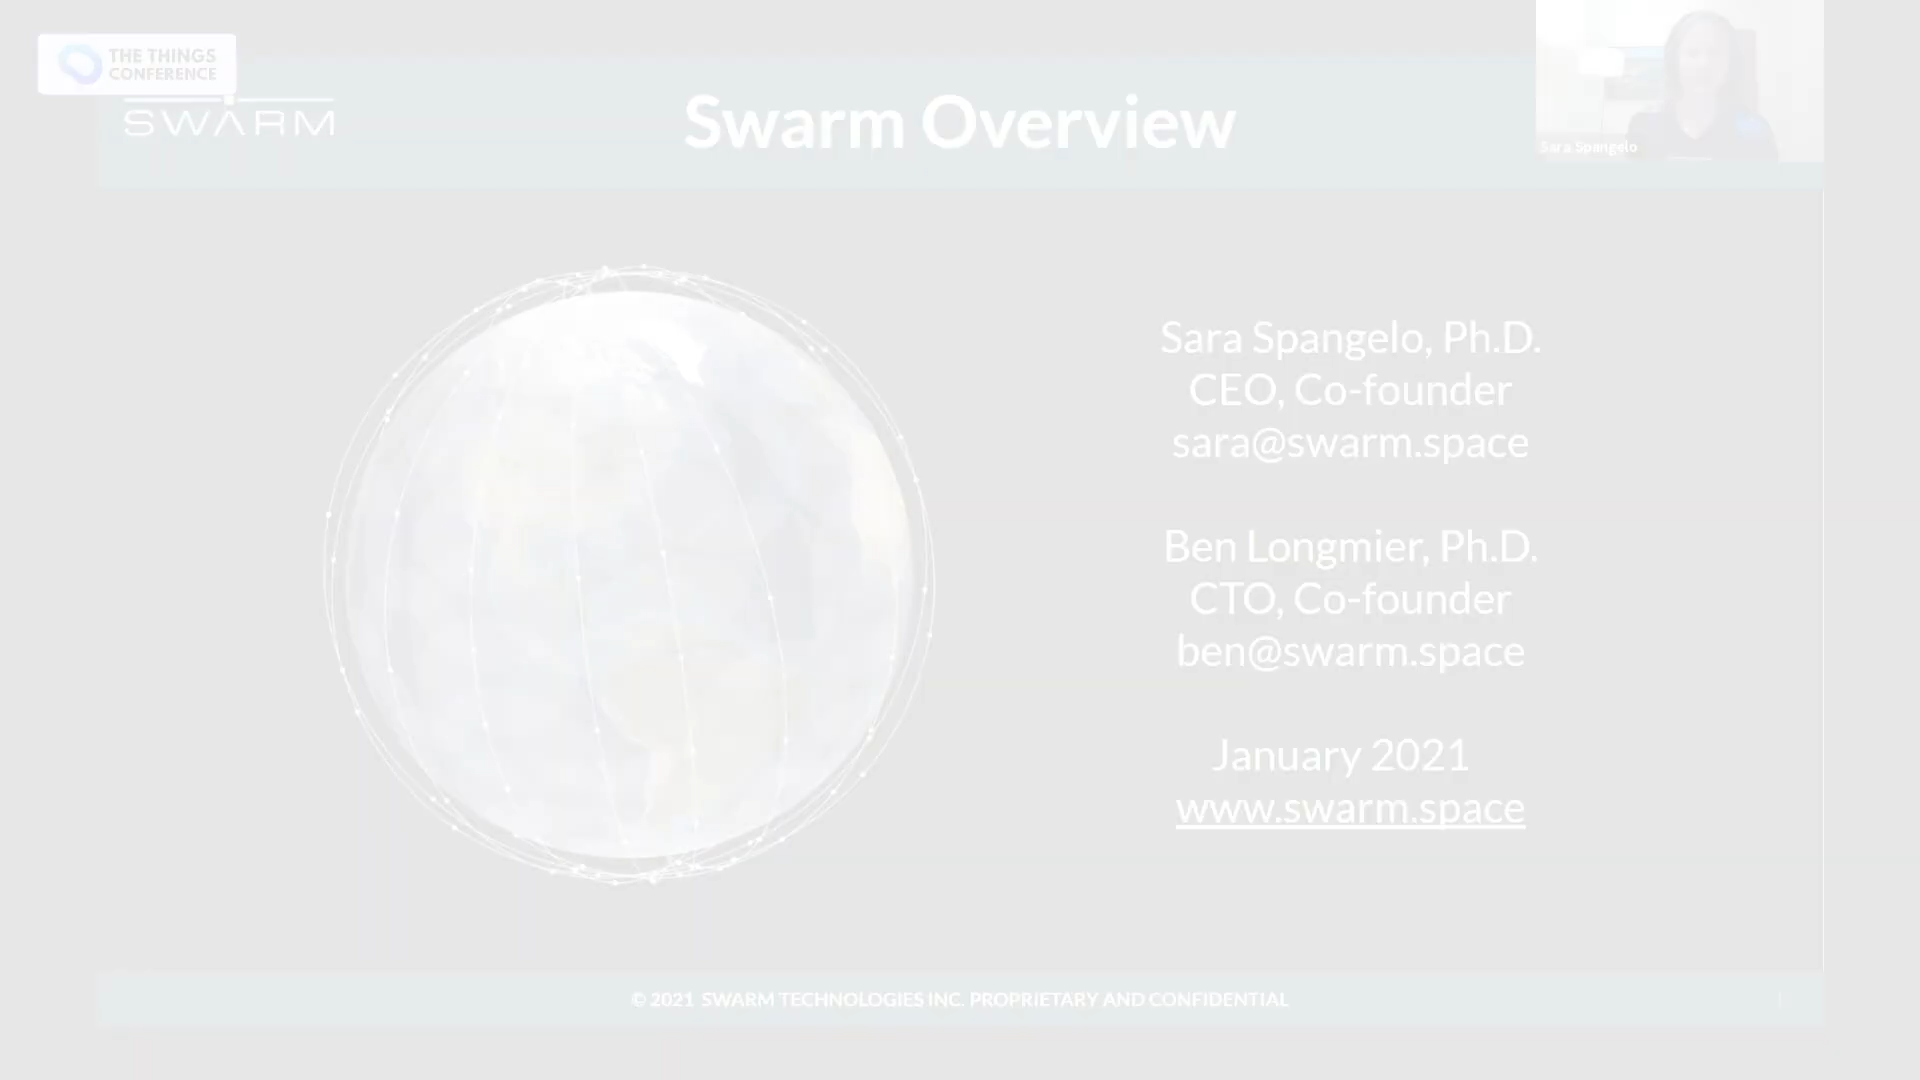 THE THINGS
CONFERENCE
SWARM
Swarm Overview
Sara Spangelo
Sara Spangelo, Ph.D.
CEO, Co-founder
sara@swarm.space
Ben Longmier, Ph.D.
CTO, Co-founder
ben@swarm.space
January 2021
www.swarm.space
© 2021 SWARM TECHNOLOGIES INC. PROPRIETARY AND CONFIDENTIAL
1